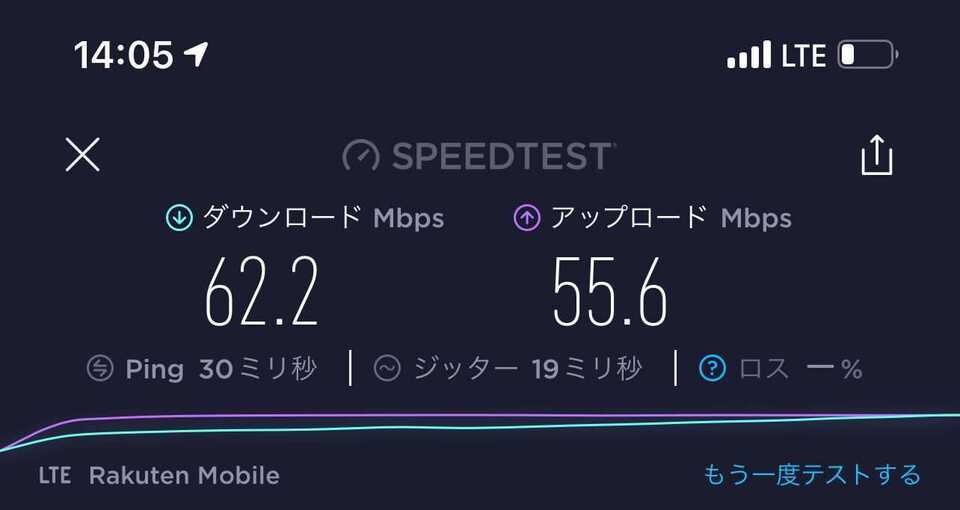 14:05 LTE
SPEEDTEST
ダウンロード Mbps アップロード Mbps
62.2 55.6
Ping 30ミリ秒 ジッター 19ミリ秒 ? ロス —%
LTE Rakuten Mobile もう一度テストする